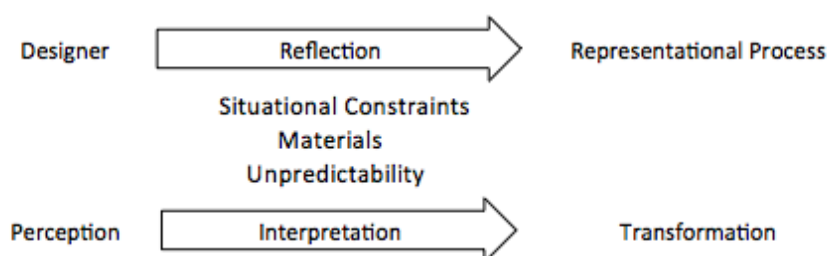 Designer Reflection Representational Process
Situational Constraints
Materials
Unpredictability
Perception Interpretation Transformation